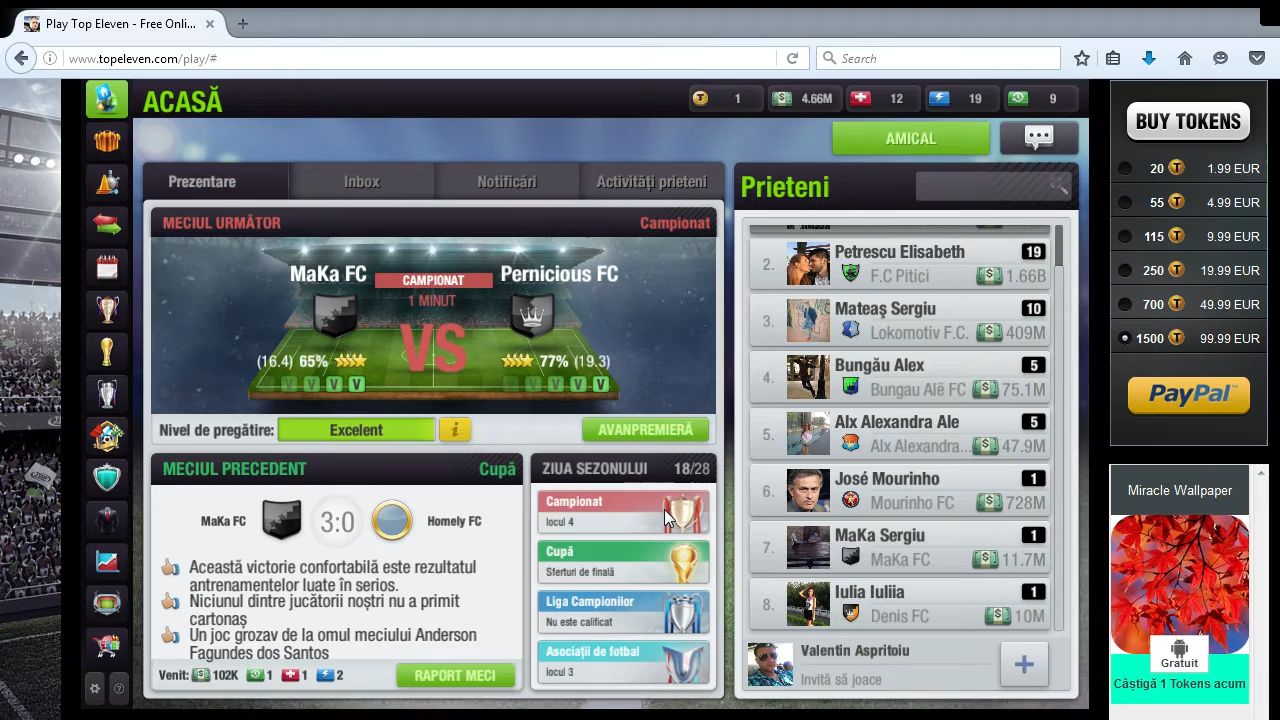 Play Top Eleven - Free Onli...
www.topeleven.com/play/#
Search
ACASĂ
1
4.66M
12
19
9
AMICAL
Prezentare
Inbox
Notificări
Activități prieteni
MECIUL URMĂTOR
Campionat
MaKa FC
CAMPIONAT
Pernicious FC
1 MINUT
VS
(16.4) 65%
77% (19.3)
V V V V
V V V V
Nivel de pregătire:
Excelent
i
AVANPREMIERĂ
MECIUL PRECEDENT
Cupă
MaKa FC
3:0
Homely FC
Această victorie confortabilă este rezultatul
antrenamentelor luate în serios.
Niciunul dintre jucătorii noștri nu a primit
cartonaș
Un joc grozav de la omul meciului Anderson
Fagundes dos Santos
Venit:
102K
1
1
2
RAPORT MECI
ZIUA SEZONULUI
18/28
Campionat
locul 4
Cupă
Sferturi de finală
Liga Campionilor
Nu este calificat
Asociații de fotbal
locul 3
Prieteni
2.
Petrescu Elisabeth
19
F.C Pitici
1.66B
3.
Mateaş Sergiu
10
Lokomotiv F.C.
409M
4.
Bungău Alex
5
Bungau Alë FC
75.1M
5.
Alx Alexandra Ale
5
Alx Alexandra...
47.9M
6.
José Mourinho
1
Mourinho FC
728M
7.
MaKa Sergiu
1
MaKa FC
11.7M
8.
Iulia Iuliia
1
Denis FC
10M
Valentin Aspritoiu
Invită să joace
BUY TOKENS
20 T 1.99 EUR
55 T 4.99 EUR
115 T 9.99 EUR
250 T 19.99 EUR
700 T 49.99 EUR
1500 T 99.99 EUR
PayPal
Miracle Wallpaper
Gratuit
Câștigă 1 Tokens acum